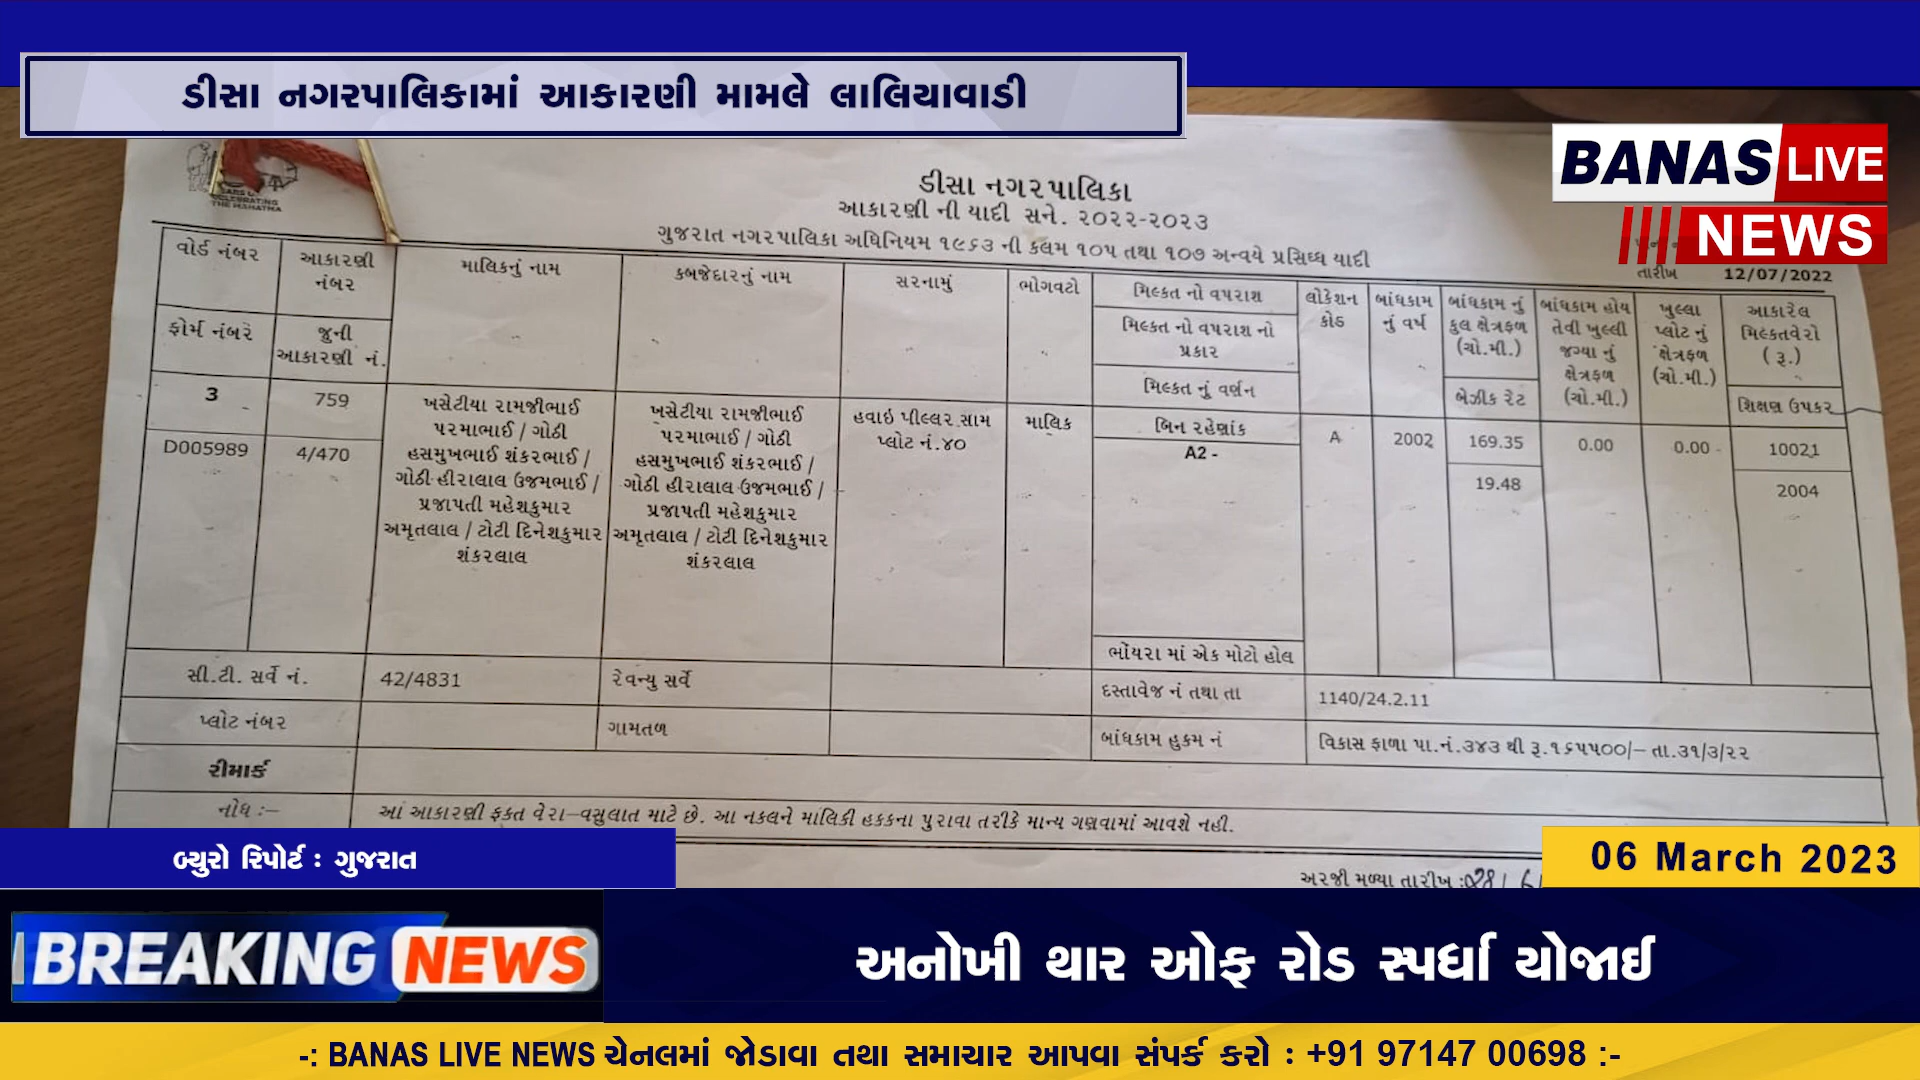 ડીસા નગરપાલિકામાં આકારણી મામલે લાલિયાવાડી
BANAS LIVE
NEWS
CELEBRATING
THE MAHATMA
ડીસા નગરપાલિકા
આકારણી ની યાદી સને. ૨૦૨૨-૨૦૨૩
ગુજરાત નગરપાલિકા અધિનિયમ ૧૯૬૩ ની કલમ ૧૦૫ તથા ૧૦૭ અન્વયે પ્રસિધ્ધ યાદી
તારીખ 12/07/2022
વોર્ડ નંબર
ફોર્મ નંબર
આકારણી
નંબર
જુની
આકારણી નં.
માલિકનું નામ
કબજેદારનું નામ
સરનામું
ભોગવટો
મિલ્કત નો વપરાશ
મિલ્કત નો વપરાશ નો
પ્રકાર
મિલ્કત નું વર્ણન
લોકેશન
કોડ
બાંધકામ
નું વર્ષ
બાંધકામ નું
કુલ ક્ષેત્રફળ
(ચો.મી.)
બેઝીક રેટ
બાંધકામ હોય
તેવી ખુલ્લી
જગ્યા નું
ક્ષેત્રફળ
(ચો.મી.)
ખુલ્લા
પ્લોટ નું
ક્ષેત્રફળ
(ચો.મી.)
આકારેલ
મિલ્કતવેરો
( રૂ.)
શિક્ષણ ઉપકર
3
D005989
759
4/470
ખસેટીયા રામજીભાઈ
પરમાભાઈ / ગોઠી
હસમુખભાઈ શંકરભાઈ /
ગોઠી હીરાલાલ ઉજમભાઈ /
પ્રજાપતી મહેશકુમાર
અમૃતલાલ / ટોટી દિનેશકુમાર
શંકરલાલ
ખસેટીયા રામજીભાઈ
પરમાભાઈ / ગોઠી
હસમુખભાઈ શંકરભાઈ /
ગોઠી હીરાલાલ ઉજમભાઈ /
પ્રજાપતી મહેશકુમાર
અમૃતલાલ / ટોટી દિનેશકુમાર
શંકરલાલ
હવાઇ પીલ્લર સામ
પ્લોટ નં.૪૦
માલિક
બિન રહેણાંક
A2 -
ભોંયરા માં એક મોટો હોલ
A
2002
169.35
19.48
0.00
0.00
10021
2004
સી.ટી. સર્વે નં. 42/4831 રેવન્યુ સર્વે દસ્તાવેજ નં તથા તા 1140/24.2.11
પ્લોટ નંબર ગામતળ બાંધકામ હુકમ નં વિકાસ ફાળા પા.નં.૩૪૩ થી રૂ.૧૬૫૫૦૦/– તા.૩૧/૩/૨૨
રીમાર્ક
નોધ :– આં આકારણી ફકત વેરા–વસુલાત માટે છે. આ નકલને માલિકી હકકના પુરાવા તરીકે માન્ય ગણવામાં આવશે નહી.
અરજી મળ્યા તારીખ :
બ્યુરો રિપોર્ટ : ગુજરાત
06 March 2023
BREAKING NEWS
અનોખી થાર ઓફ રોડ સ્પર્ધા યોજાઈ
-: BANAS LIVE NEWS ચેનલમાં જોડાવા તથા સમાચાર આપવા સંપર્ક કરો : +91 97147 00698 :-